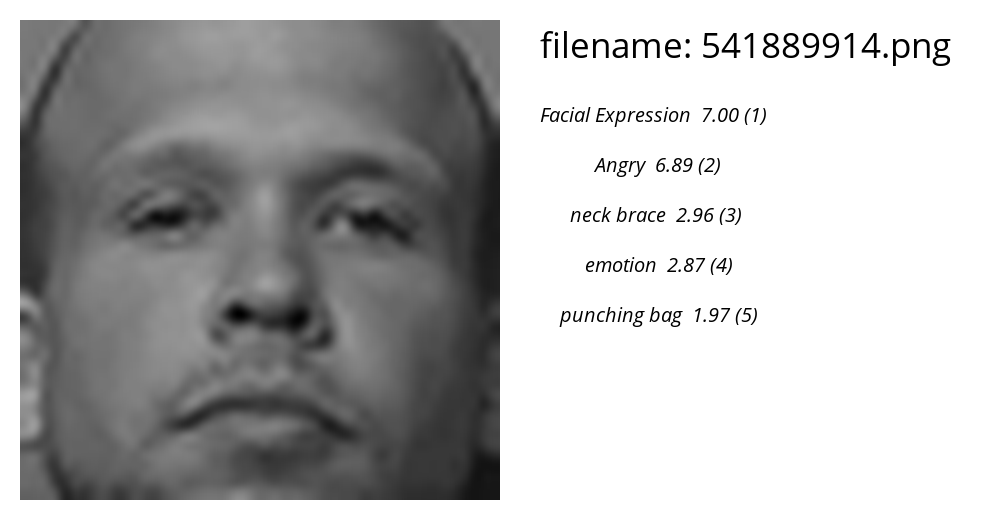 filename: 541889914.png
Facial Expression 7.00 (1)
Angry 6.89 (2)
neck brace 2.96 (3)
emotion 2.87 (4)
punching bag 1.97 (5)